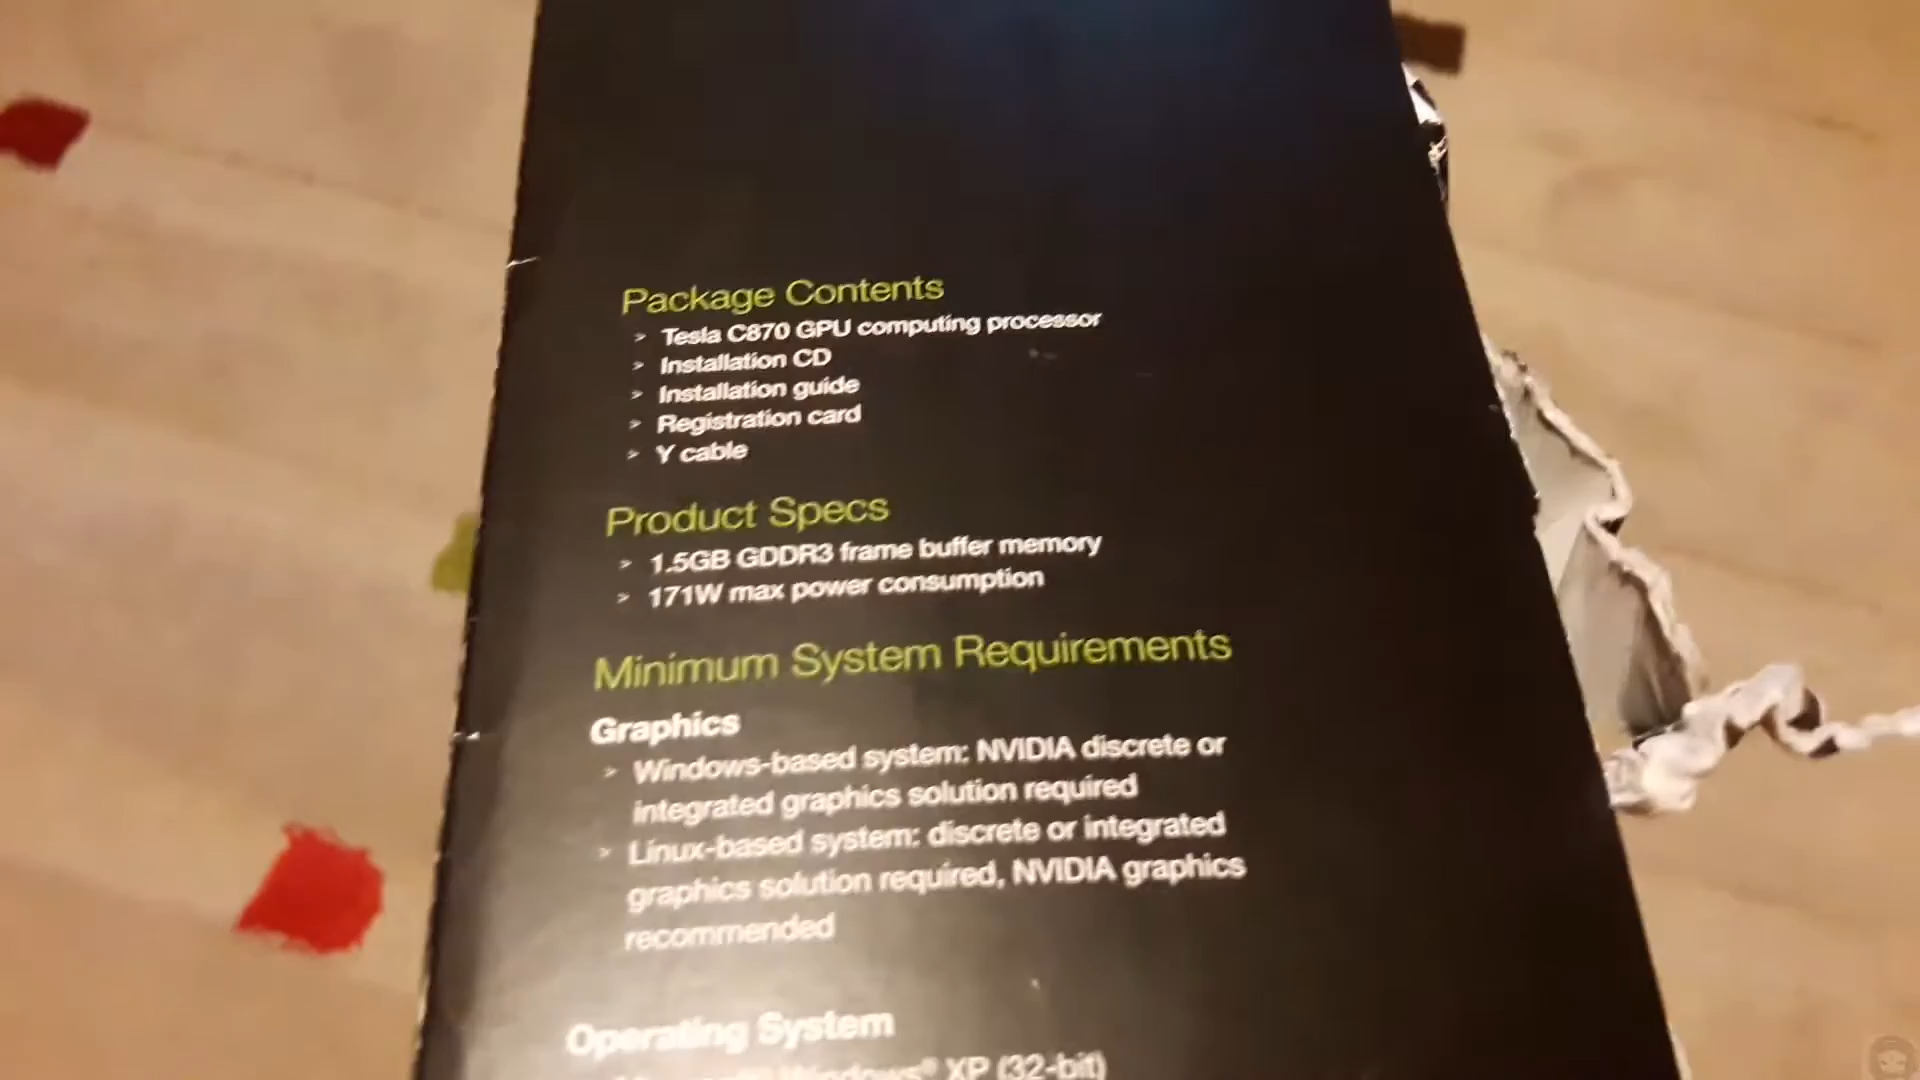 Package Contents
> Tesla C870 GPU computing processor
> Installation CD
> Installation guide
> Registration card
> Y cable
Product Specs
> 1.5GB GDDR3 frame buffer memory
> 171W max power consumption
Minimum System Requirements
Graphics
> Windows-based system: NVIDIA discrete or
integrated graphics solution required
> Linux-based system: discrete or integrated
graphics solution required, NVIDIA graphics
recommended
Operating System
Microsoft® Windows® XP (32-bit)